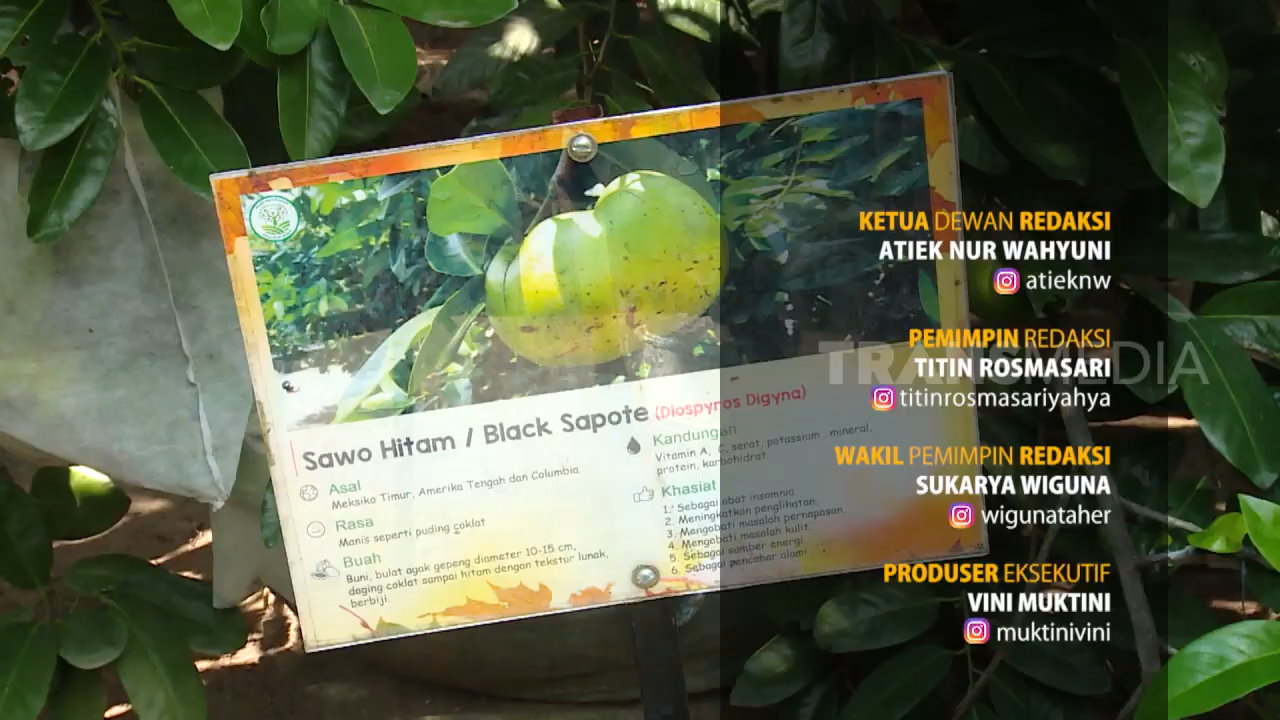 Sawo Hitam / Black Sapote (Diospyros Digyna)
Asal
Meksiko Timur, Amerika Tengah dan Columbia
Rasa
Manis seperti puding coklat
Buah
Buni, bulat agak gepeng diameter 10-15 cm,
daging coklat sampai hitam dengan tekstur lunak,
berbiji.
Kandungan
Vitamin A, C, serat, potassium, mineral,
protein, karbohidrat
Khasiat
1. Sebagai obat insomnia
2. Meningkatkan penglihatan.
3. Mengobati masalah pernapasan.
4. Mengobati masalah kulit.
5. Sebagai sumber energi
6. Sebagai pencahar alami
KETUA DEWAN REDAKSI
ATIEK NUR WAHYUNI
atieknw
PEMIMPIN REDAKSI
TITIN ROSMASARI
titinrosmasariyahya
WAKIL PEMIMPIN REDAKSI
SUKARYA WIGUNA
wigunataher
PRODUSER EKSEKUTIF
VINI MUKTINI
muktinivini
TRANSMEDIA